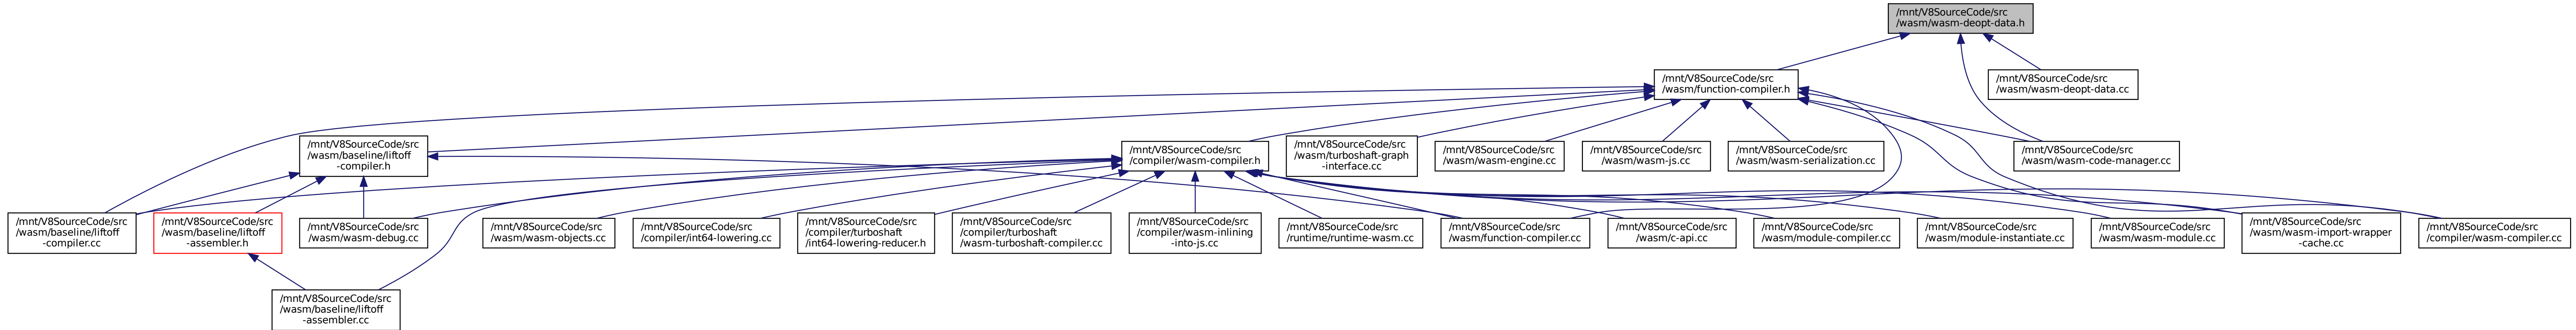 /mnt/V8SourceCode/src
/wasm/wasm-deopt-data.h
/mnt/V8SourceCode/src
/wasm/function-compiler.h
/mnt/V8SourceCode/src
/wasm/wasm-deopt-data.cc
/mnt/V8SourceCode/src
/wasm/baseline/liftoff
-compiler.h
/mnt/V8SourceCode/src
/compiler/wasm-compiler.h
/mnt/V8SourceCode/src
/wasm/turboshaft-graph
-interface.cc
/mnt/V8SourceCode/src
/wasm/wasm-engine.cc
/mnt/V8SourceCode/src
/wasm/wasm-js.cc
/mnt/V8SourceCode/src
/wasm/wasm-serialization.cc
/mnt/V8SourceCode/src
/wasm/wasm-code-manager.cc
/mnt/V8SourceCode/src
/wasm/baseline/liftoff
-compiler.cc
/mnt/V8SourceCode/src
/wasm/baseline/liftoff
-assembler.h
/mnt/V8SourceCode/src
/wasm/wasm-debug.cc
/mnt/V8SourceCode/src
/wasm/wasm-objects.cc
/mnt/V8SourceCode/src
/compiler/int64-lowering.cc
/mnt/V8SourceCode/src
/compiler/turboshaft
/int64-lowering-reducer.h
/mnt/V8SourceCode/src
/compiler/turboshaft
/wasm-turboshaft-compiler.cc
/mnt/V8SourceCode/src
/compiler/wasm-inlining
-into-js.cc
/mnt/V8SourceCode/src
/runtime/runtime-wasm.cc
/mnt/V8SourceCode/src
/wasm/function-compiler.cc
/mnt/V8SourceCode/src
/wasm/c-api.cc
/mnt/V8SourceCode/src
/wasm/module-compiler.cc
/mnt/V8SourceCode/src
/wasm/module-instantiate.cc
/mnt/V8SourceCode/src
/wasm/wasm-module.cc
/mnt/V8SourceCode/src
/wasm/wasm-import-wrapper
-cache.cc
/mnt/V8SourceCode/src
/compiler/wasm-compiler.cc
/mnt/V8SourceCode/src
/wasm/baseline/liftoff
-assembler.cc